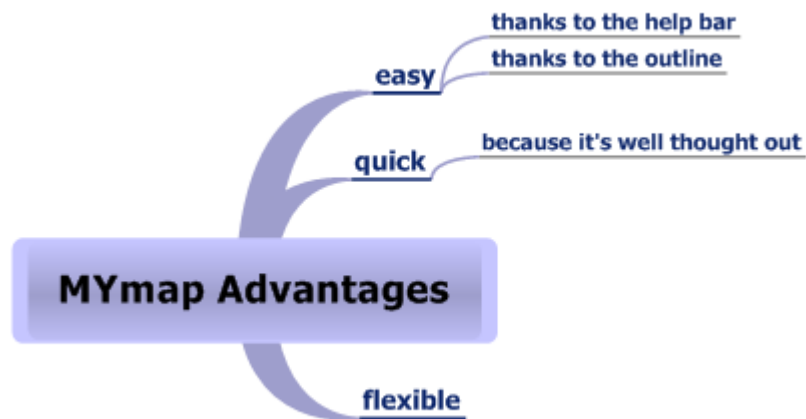 thanks to the help bar
thanks to the outline
easy
because it's well thought out
quick
MYmap Advantages
flexible